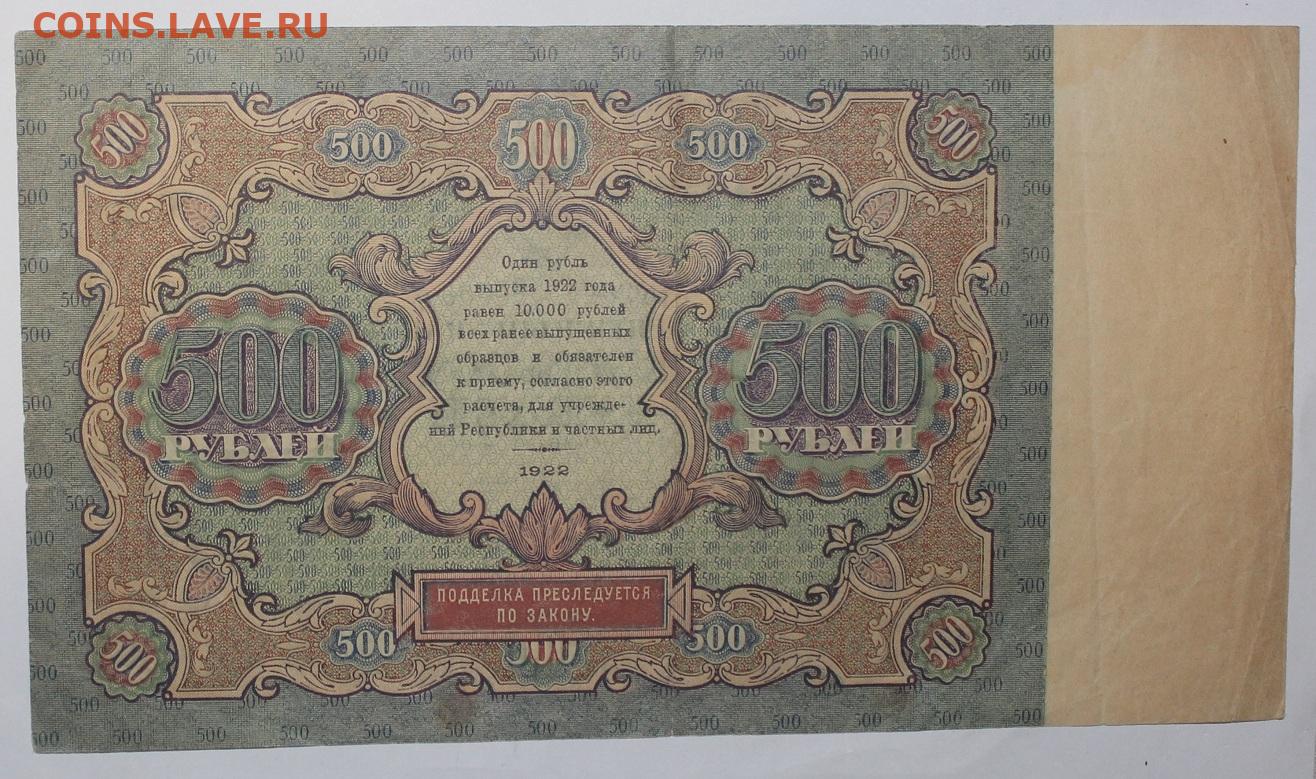 COINS.LAVE.RU
500 500 500
Один рубль
выпуска 1922 года
равен 10.000 рублей
всех ранее выпущенных
образцов и обязателен
к приему, согласно этого
расчета, для учрежде-
ний Республики и частных лиц.
1922
500
РУБЛЕЙ
500
РУБЛЕЙ
500
500
ПОДДЕЛКА ПРЕСЛЕДУЕТСЯ
ПО ЗАКОНУ.
500 500 500
500
500